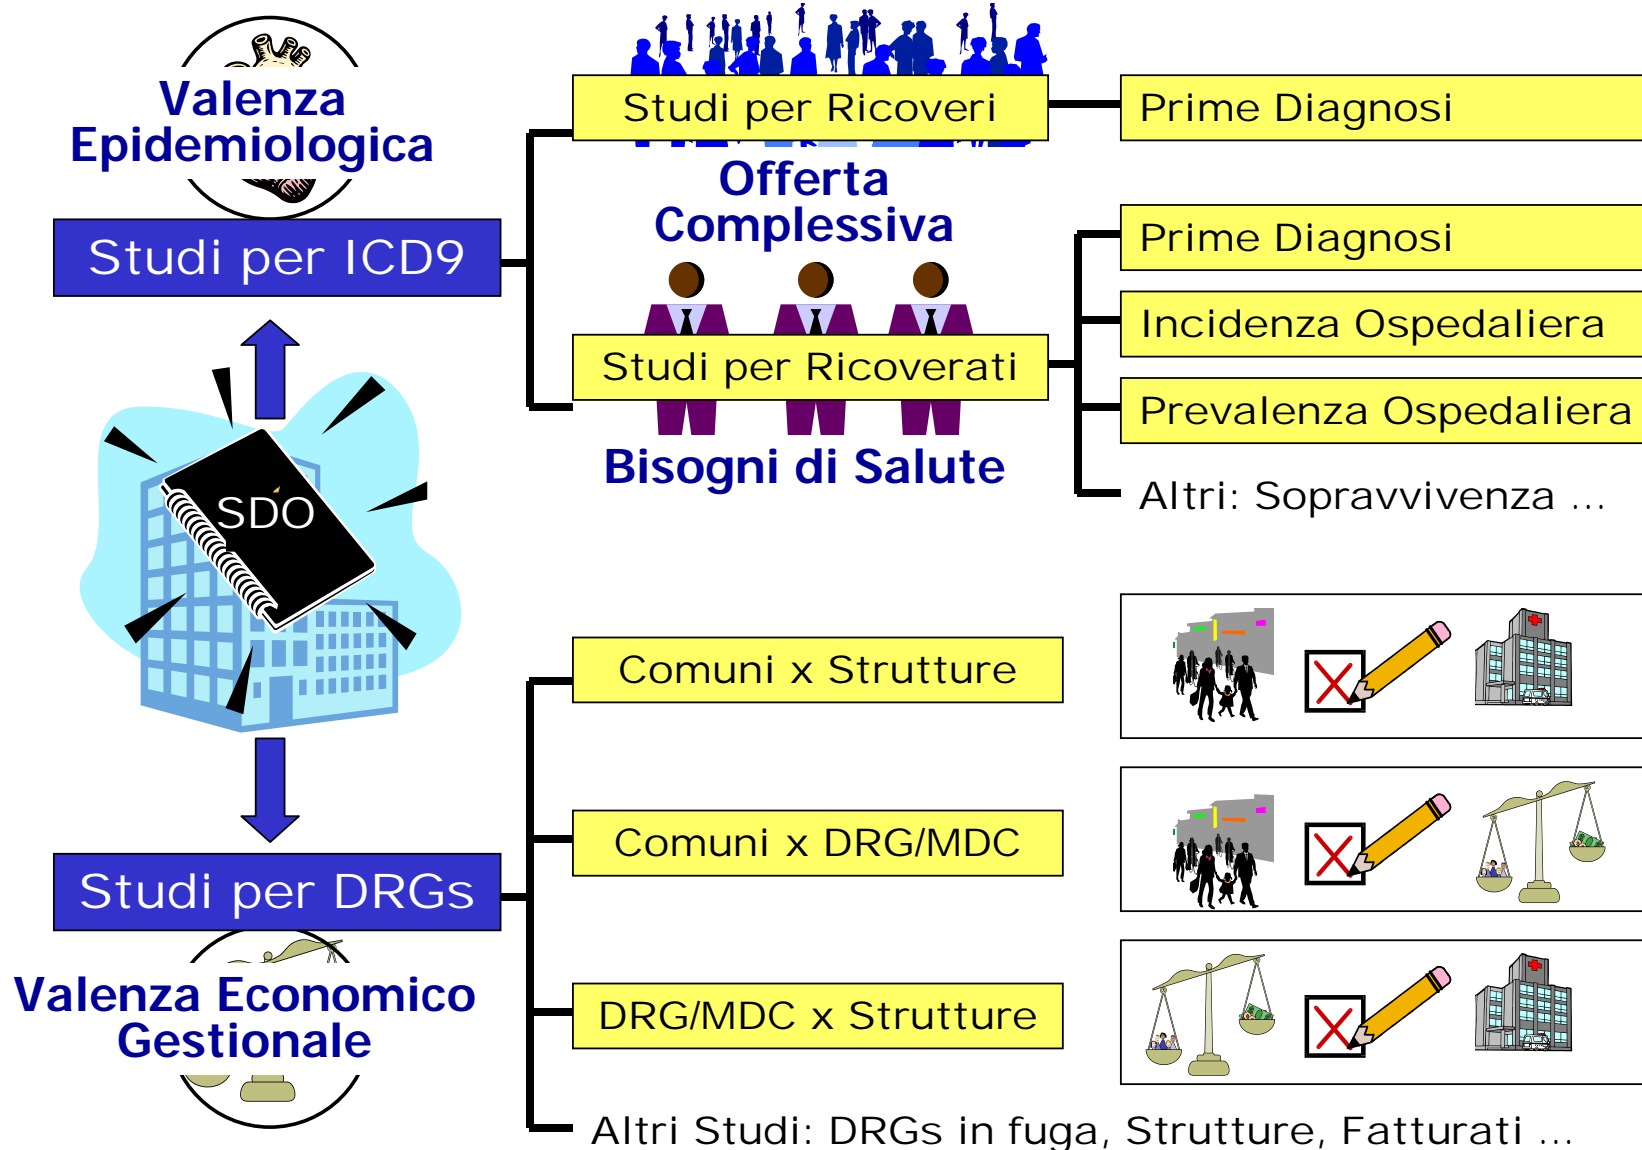 Valenza
Epidemiologica
Studi per ICD9
Studi per Ricoveri
Prime Diagnosi
Offerta
Complessiva
Studi per Ricoverati
Bisogni di Salute
Prime Diagnosi
Incidenza Ospedaliera
Prevalenza Ospedaliera
Altri: Sopravvivenza ...
SDO
Comuni x Strutture
Comuni x DRG/MDC
Studi per DRGs
Valenza Economico
Gestionale
DRG/MDC x Strutture
Altri Studi: DRGs in fuga, Strutture, Fatturati ...